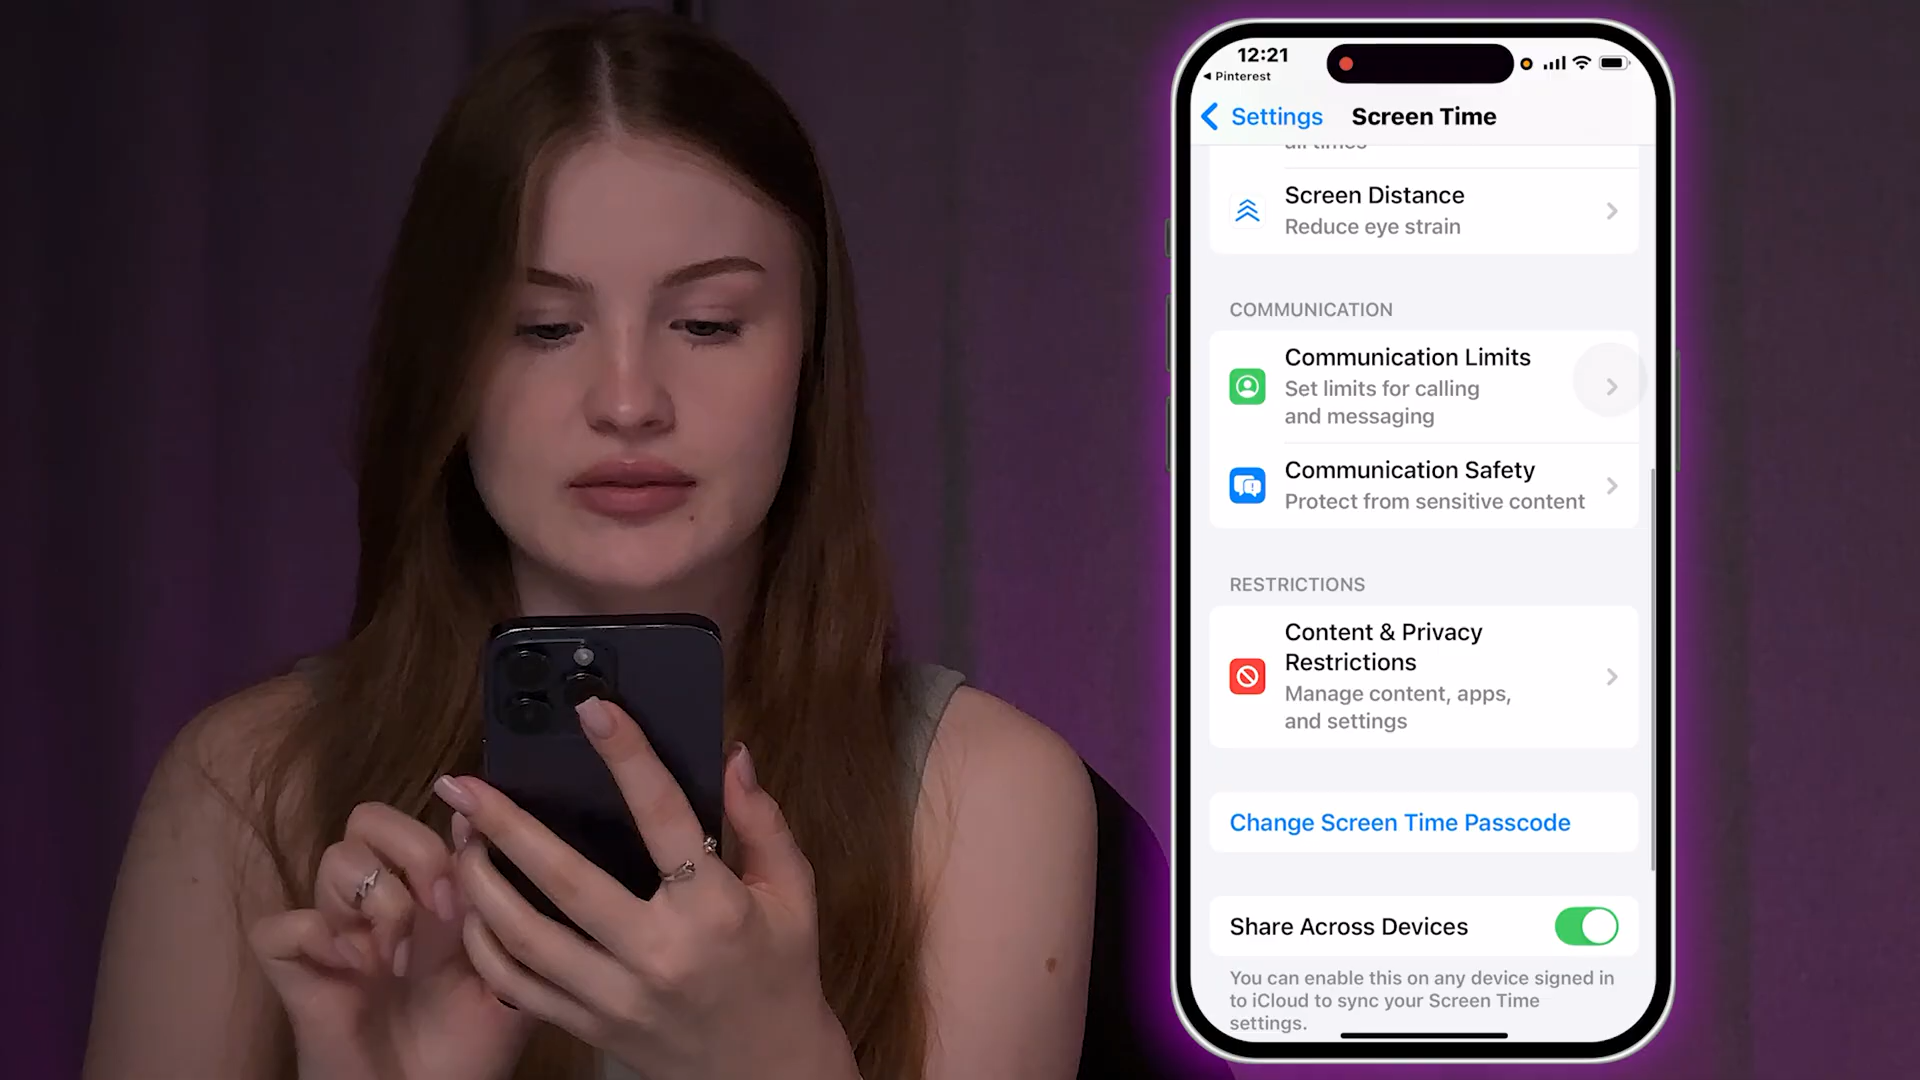 12:21
Pinterest
Settings
Screen Time
all times
Screen Distance
Reduce eye strain
COMMUNICATION
Communication Limits
Set limits for calling
and messaging
Communication Safety
Protect from sensitive content
RESTRICTIONS
Content & Privacy
Restrictions
Manage content, apps,
and settings
Change Screen Time Passcode
Share Across Devices
You can enable this on any device signed in
to iCloud to sync your Screen Time
settings.